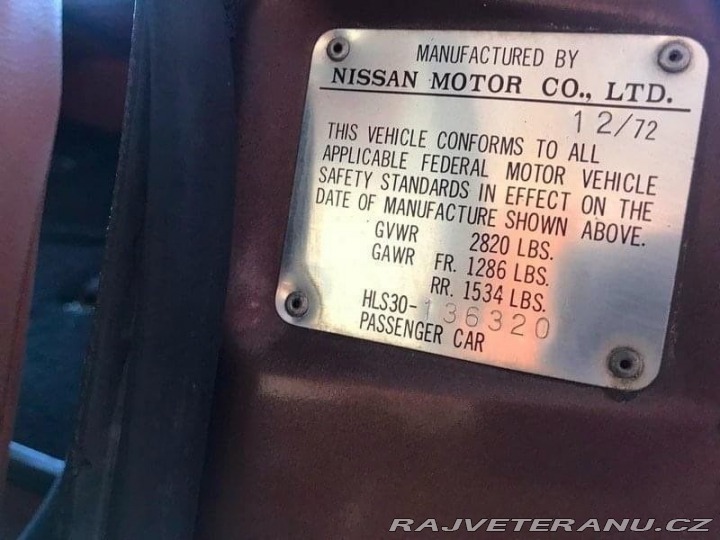 MANUFACTURED BY
NISSAN MOTOR CO., LTD.
12/72
THIS VEHICLE CONFORMS TO ALL
APPLICABLE FEDERAL MOTOR VEHICLE
SAFETY STANDARDS IN EFFECT ON THE
DATE OF MANUFACTURE SHOWN ABOVE.
GVWR 2820 LBS.
GAWR FR. 1286 LBS.
RR. 1534 LBS.
HLS30-136320
PASSENGER CAR
RAJVETERANU.CZ